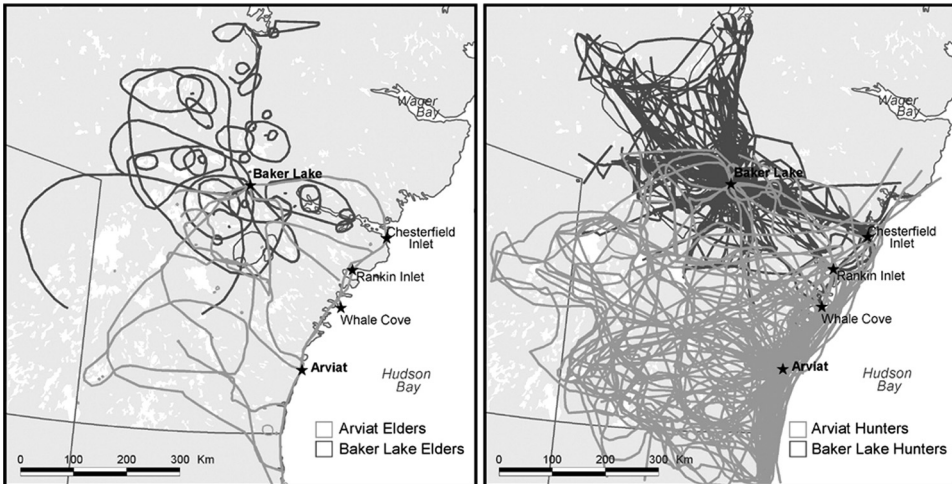 Wager
Bay
Baker Lake
Chesterfield
Inlet
Rankin Inlet
Whale Cove
Arviat
Hudson
Bay
Arviat Elders
Baker Lake Elders
0 100 200 300 Km
Wager
Bay
Baker Lake
Chesterfield
Inlet
Rankin Inlet
Whale Cove
Arviat
Hudson
Bay
Arviat Hunters
Baker Lake Hunters
0 100 200 300 Km